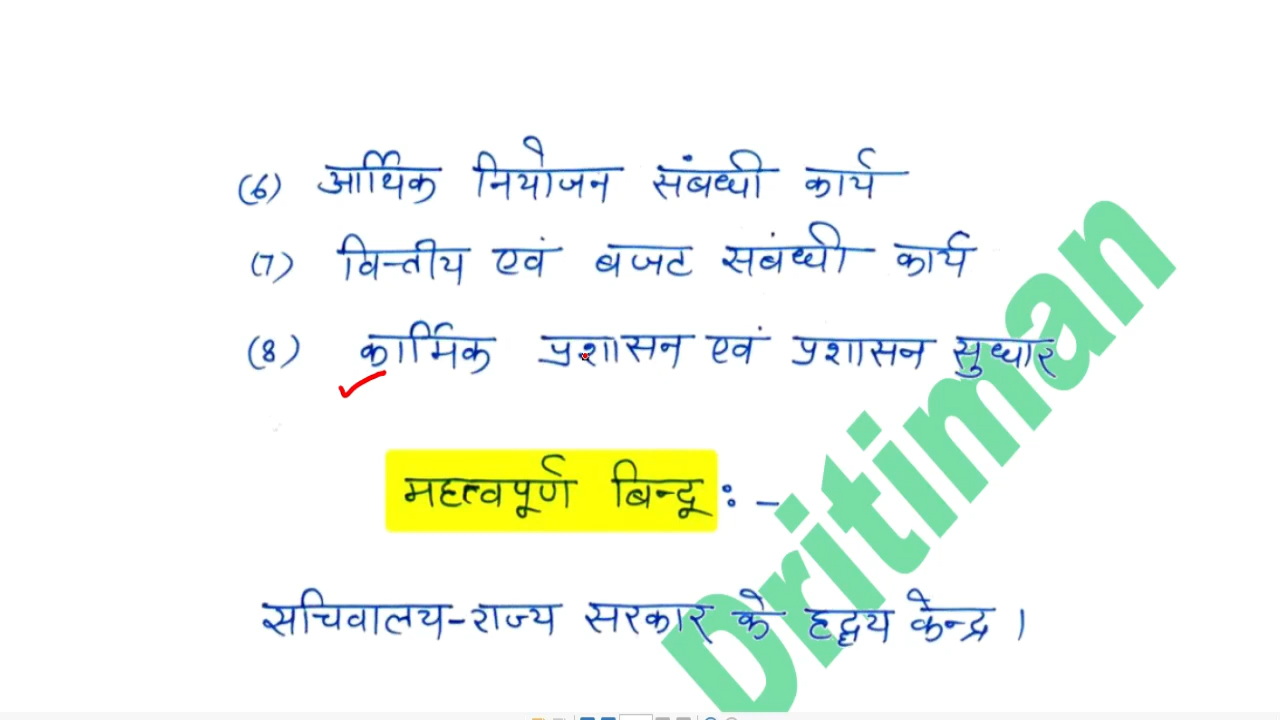 (6) आर्थिक नियोजन संबधी कार्य
(7) वित्तीय एवं बजट सबंधी कार्य
(8) कार्मिक प्रशासन एवं प्रशासन सुधार
महत्वपूर्ण बिन्दू : -
सचिवालय - राज्य सरकार के हृदय केन्द्र ।
Dritiman